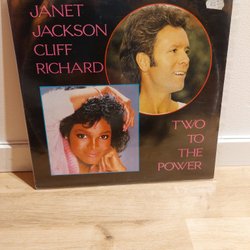 JANET
JACKSON
CLIFF
RICHARD
TWO
TO
THE
POWER